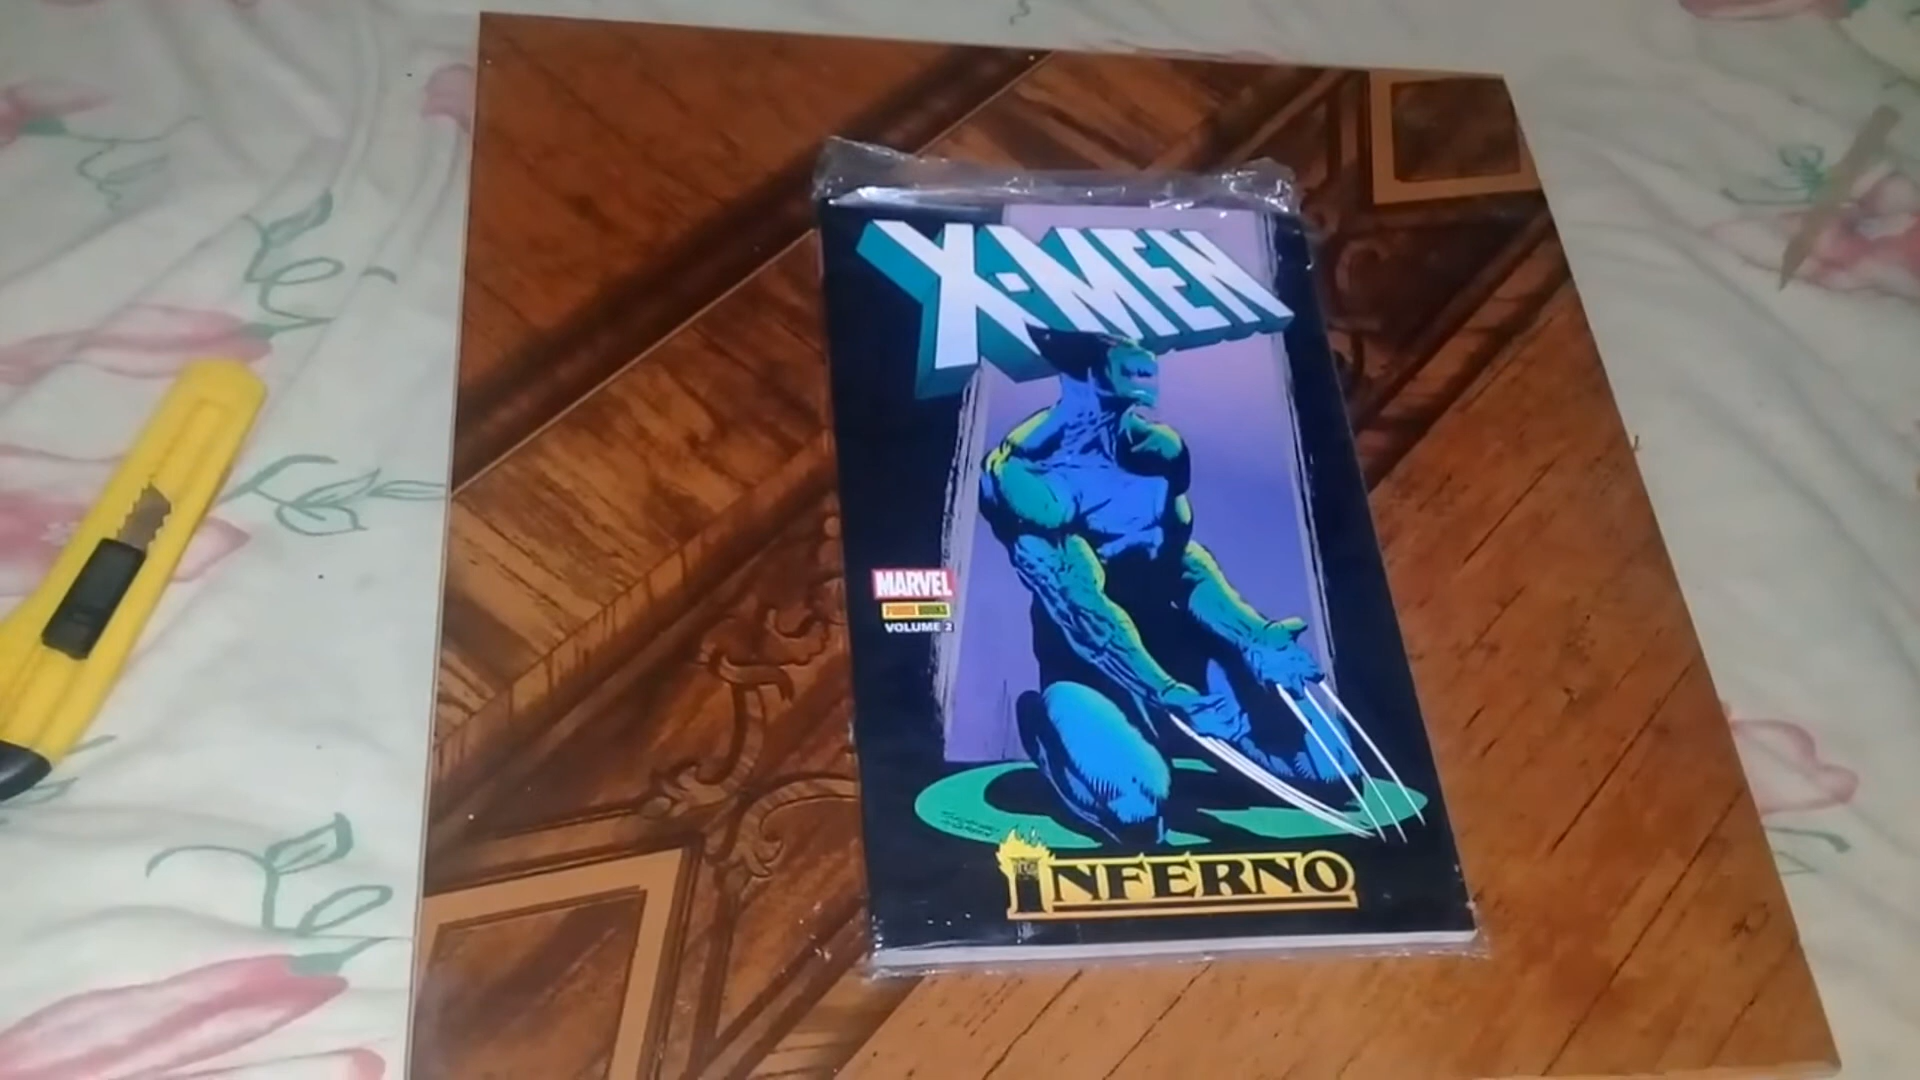 X-MEN
MARVEL
PANINI BOOKS
VOLUME 2
INFERNO